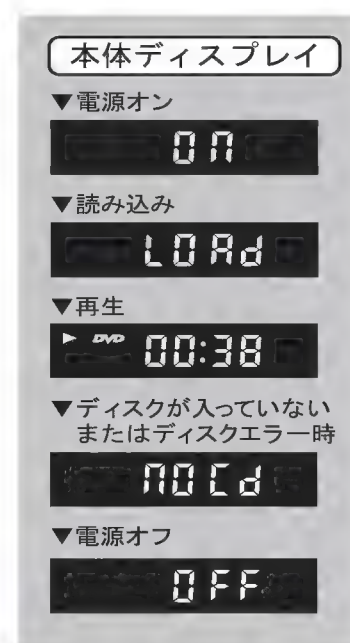 本体ディスプレイ
▼電源オン
ON
▼読み込み
LOAd
▼再生
DVD 00:38
▼ディスクが入っていない
またはディスクエラー時
NOCd
▼電源オフ
OFF